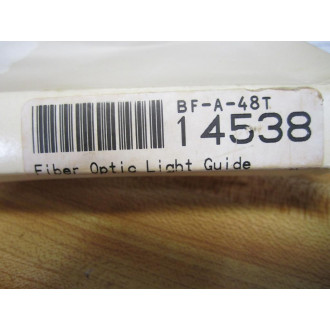 BF-A-48T
14538
Fiber Optic Light Guide